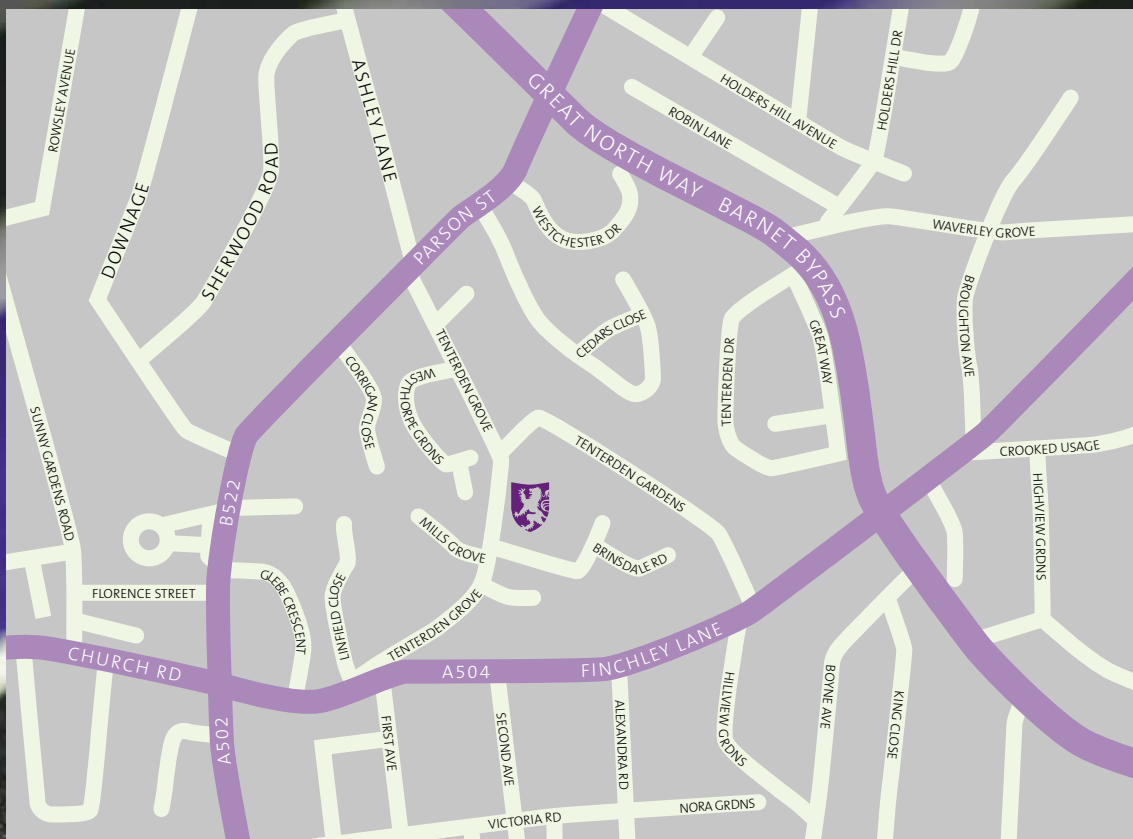 ROWSLEY AVENUE
DOWNAGE
SHERWOOD ROAD
ASHLEY LANE
PARSON ST
GREAT NORTH WAY
BARNET BYPASS
HOLDERS HILL AVENUE
ROBIN LANE
HOLDERS HILL DR
WAVERLEY GROVE
BROUGHTON AVE
WESTCHESTER DR
CEDARS CLOSE
TENTERDEN DR
GREAT WAY
CORRIGAN CLOSE
WESTTHORPE GRDNS
TENTERDEN GROVE
TENTERDEN GARDENS
SUNNY GARDENS ROAD
B522
CROOKED USAGE
HIGHVIEW GRDNS
MILLS GROVE
BRINSDALE RD
FLORENCE STREET
GLEBE CRESCENT
LINFIELD CLOSE
TENTERDEN GROVE
CHURCH RD
A504
FINCHLEY LANE
A502
FIRST AVE
SECOND AVE
ALEXANDRA RD
HILLVIEW GRDNS
BOYNE AVE
KING CLOSE
NORA GRDNS
VICTORIA RD